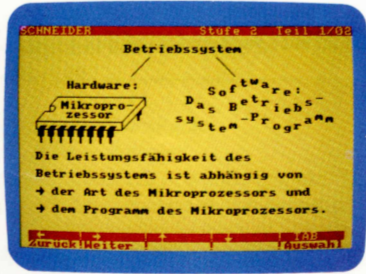 SCHNEIDER Stufe 2 Teil 1/02
Betriebssystem
Hardware:
Mikropro-
zessor
Software:
Das Betriebs-
system-Programm
Die Leistungsfähigkeit des
Betriebssystems ist abhängig von
→ der Art des Mikroprozessors und
→ dem Programm des Mikroprozessors.
← ! → ! ↑ ! ↓ ! !TAB
Zurück!Weiter ! ! ! !Auswahl